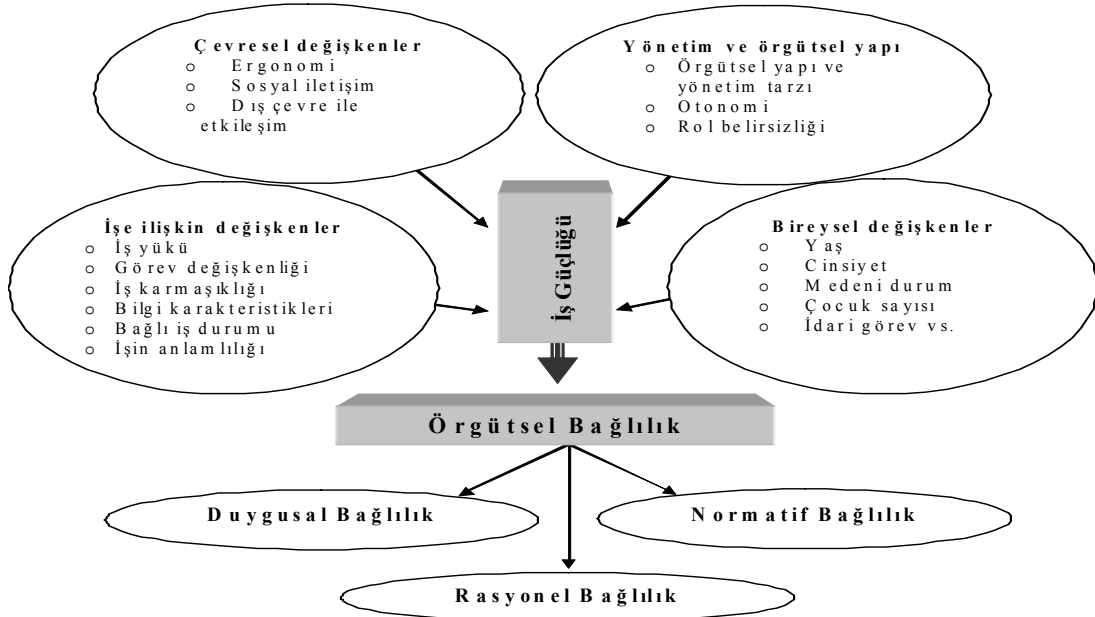 Çevresel değişkenler
o Ergonomi
o Sosyal iletişim
o Dış çevre ile
etkileşim
Yönetim ve örgütsel yapı
o Örgütsel yapı ve
yönetim tarzı
o Otonomi
o Rol belirsizliği
İşe ilişkin değişkenler
o İş yükü
o Görev değişkenliği
o İş karmaşıklığı
o Bilgi karakteristikleri
o Bağlı iş durumu
o İşin anlamlılığı
İş Güçlüğü
Bireysel değişkenler
o Yaş
o Cinsiyet
o Medeni durum
o Çocuk sayısı
o İdari görev vs.
Örgütsel Bağlılık
Duygusal Bağlılık
Normatif Bağlılık
Rasyonel Bağlılık